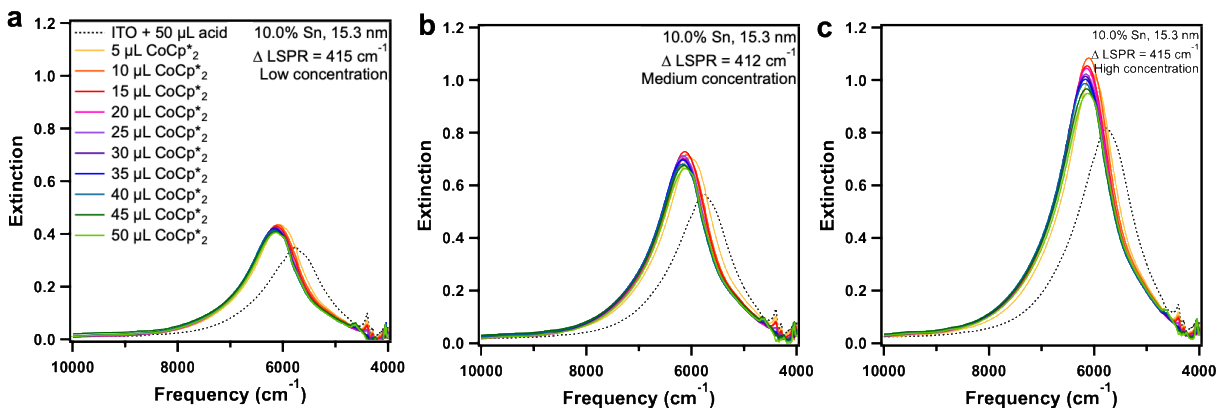 a
1.2
1.0
0.8
0.6
0.4
0.2
0.0
Extinction
ITO + 50 µL acid
5 µL CoCp*2
10 µL CoCp*2
15 µL CoCp*2
20 µL CoCp*2
25 µL CoCp*2
30 µL CoCp*2
35 µL CoCp*2
40 µL CoCp*2
45 µL CoCp*2
50 µL CoCp*2
10.0% Sn, 15.3 nm
Δ LSPR = 415 cm-1
Low concentration
10000 8000 6000 4000
Frequency (cm-1)
b
1.2
1.0
0.8
0.6
0.4
0.2
0.0
Extinction
10.0% Sn, 15.3 nm
Δ LSPR = 412 cm-1
Medium concentration
10000 8000 6000 4000
Frequency (cm-1)
c
1.2
1.0
0.8
0.6
0.4
0.2
0.0
Extinction
10.0% Sn, 15.3 nm
Δ LSPR = 415 cm-1
High concentration
10000 8000 6000 4000
Frequency (cm-1)